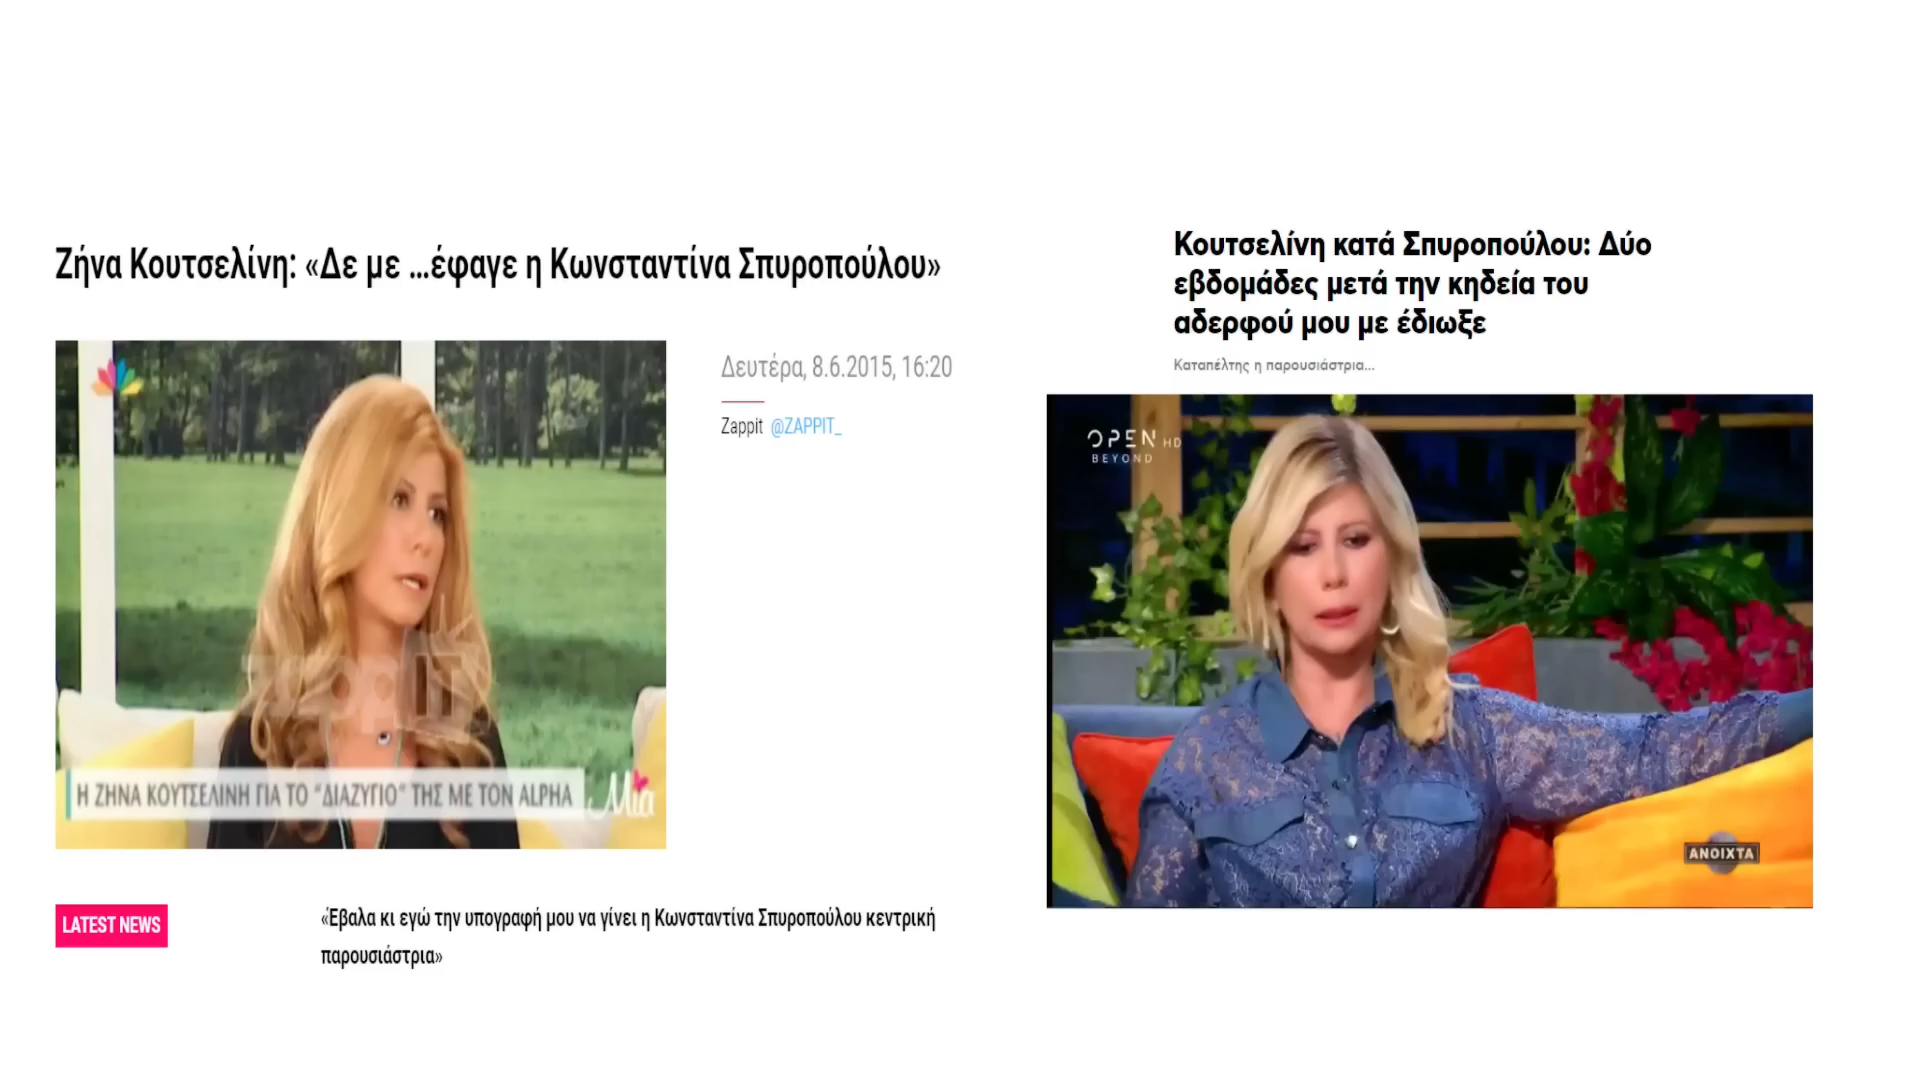 Ζήνα Κουτσελίνη: «Δε με ...έφαγε η Κωνσταντίνα Σπυροπούλου»
Δευτέρα, 8.6.2015, 16:20
Zappit @ZAPPIT_
zappIT
Η ΖΗΝΑ ΚΟΥΤΣΕΛΙΝΗ ΓΙΑ ΤΟ "ΔΙΑΖΥΓΙΟ" ΤΗΣ ΜΕ ΤΟΝ ALPHA
Μία
LATEST NEWS
«Έβαλα κι εγώ την υπογραφή μου να γίνει η Κωνσταντίνα Σπυροπούλου κεντρική
παρουσιάστρια»
Κουτσελίνη κατά Σπυροπούλου: Δύο
εβδομάδες μετά την κηδεία του
αδερφού μου με έδιωξε
Καταπέλτης η παρουσιάστρια...
OPEN HD
BEYOND
ΑΝΟΙΧΤΑ